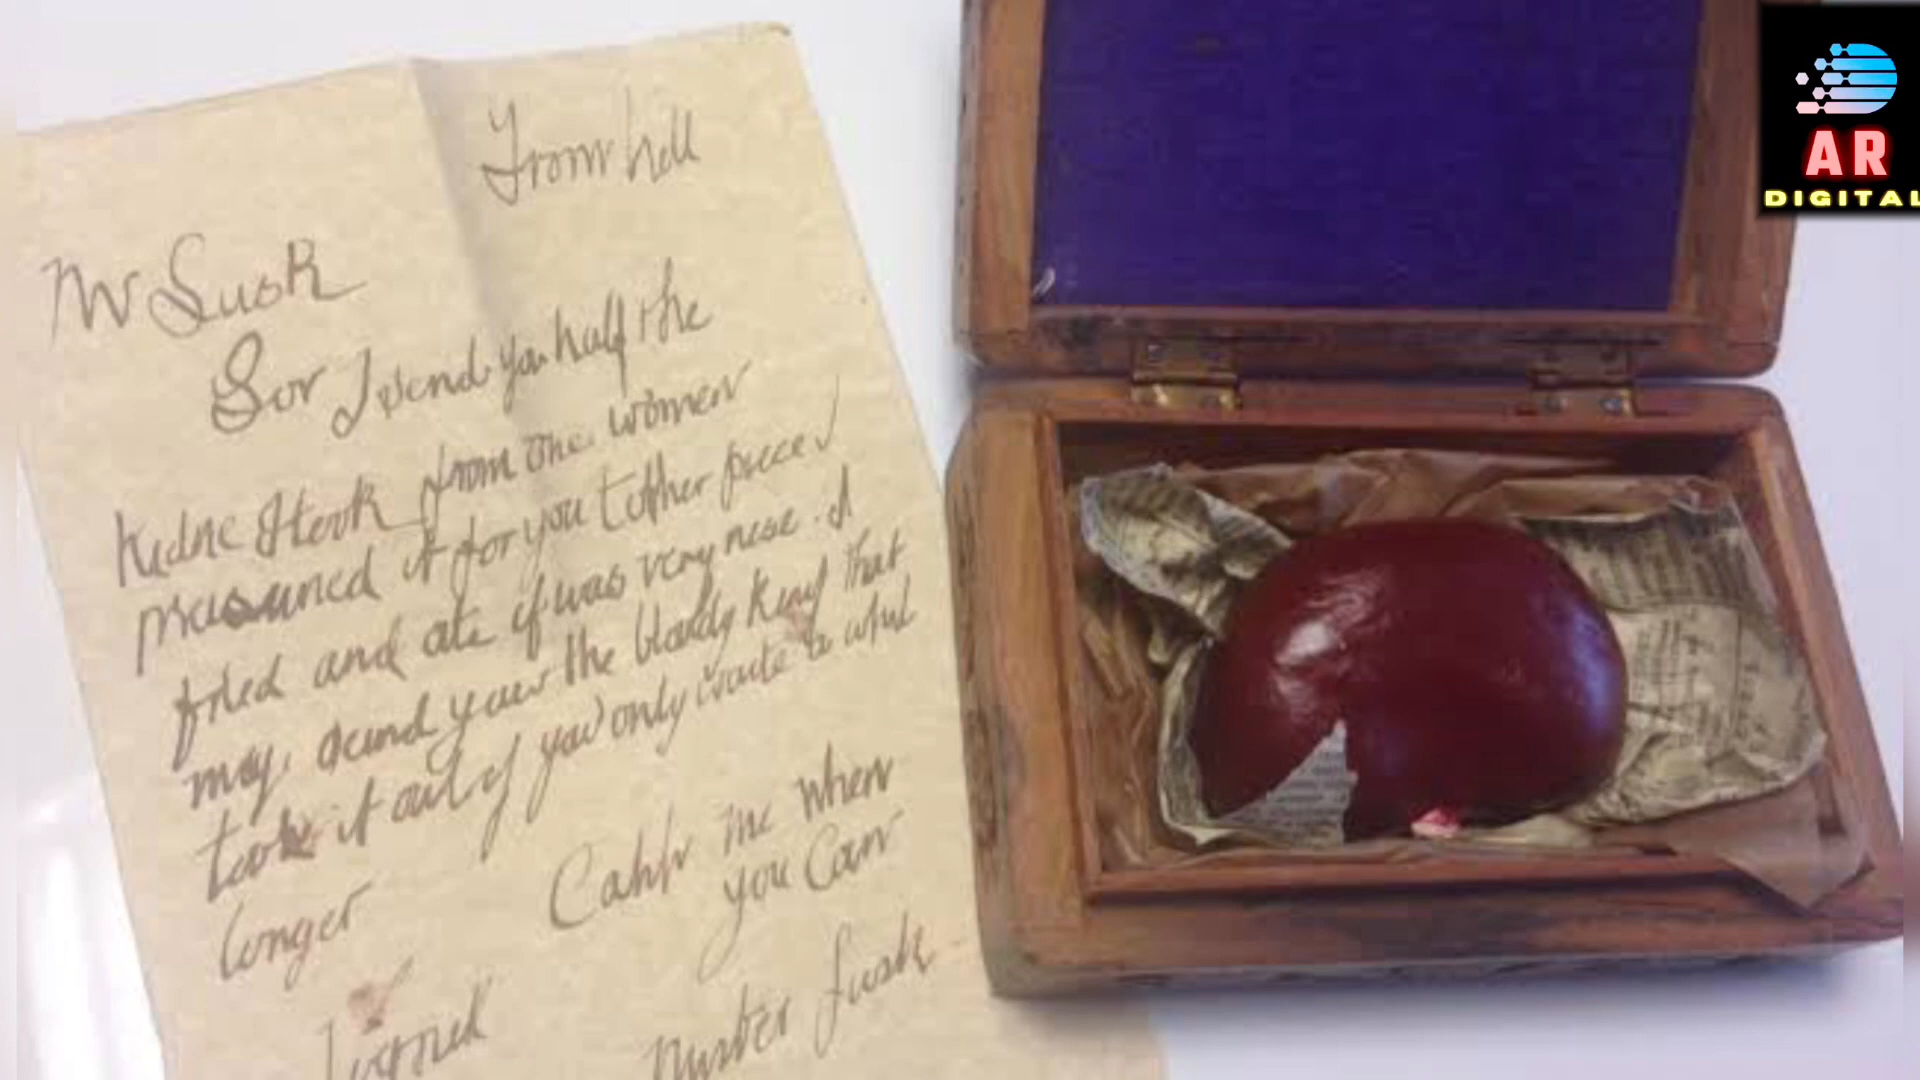 From hell
Mr Lusk
Sor I send you half the
Kidne I took from one women
prasarved it for you tother piece I
fried and ate it was very nise. I
may send you the bloody knif that
took it out if you only wate a whil
longer
Catch me when
you Can
Mister Lusk
AR
DIGITAL